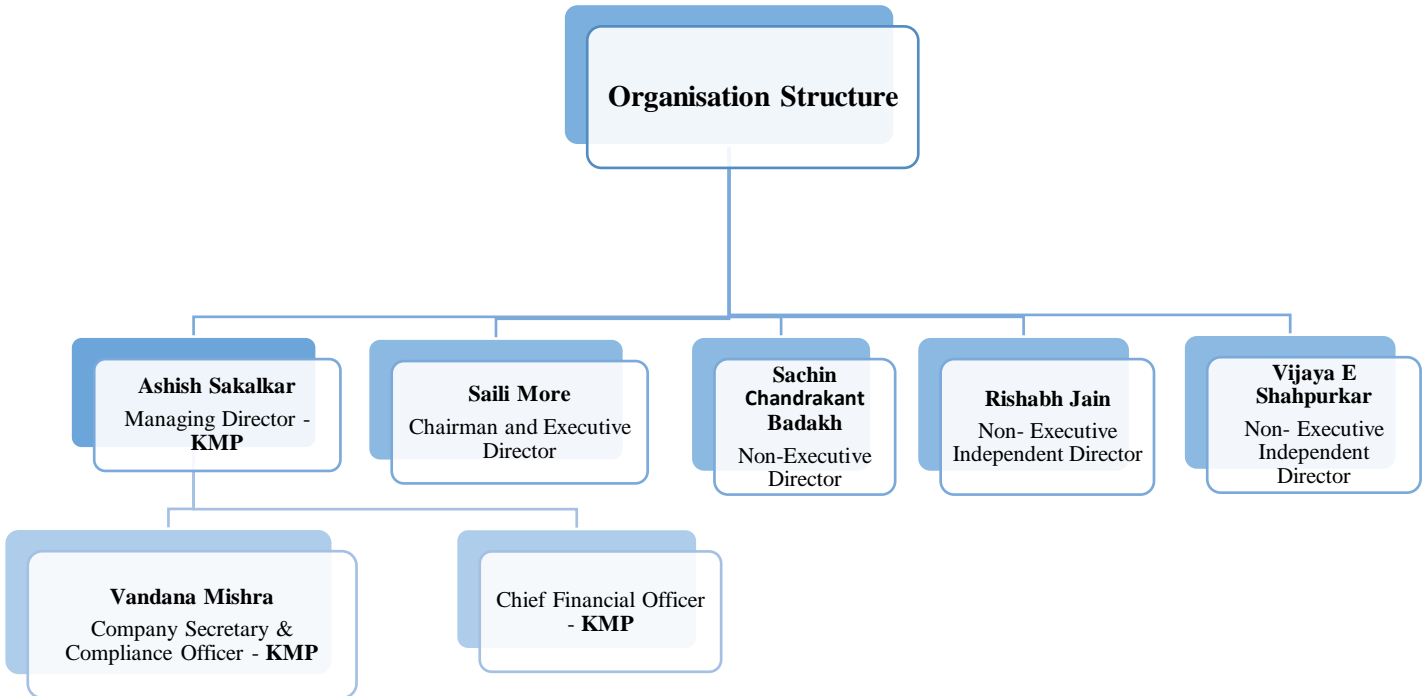 Organisation Structure
Ashish Sakalkar
Managing Director -
KMP
Saili More
Chairman and Executive
Director
Sachin
Chandrakant
Badakh
Non-Executive
Director
Rishabh Jain
Non- Executive
Independent Director
Vijaya E
Shahpurkar
Non- Executive
Independent
Director
Vandana Mishra
Company Secretary &
Compliance Officer - KMP
Chief Financial Officer
- KMP